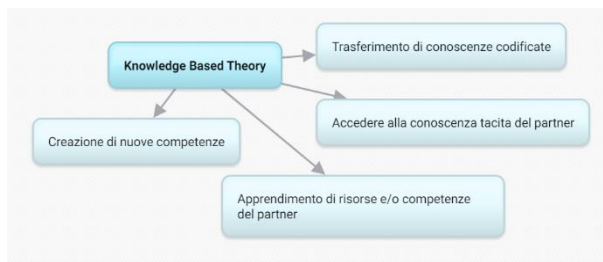 Trasferimento di conoscenze codificate
Knowledge Based Theory
Accedere alla conoscenza tacita del partner
Creazione di nuove competenze
Apprendimento di risorse e/o competenze
del partner